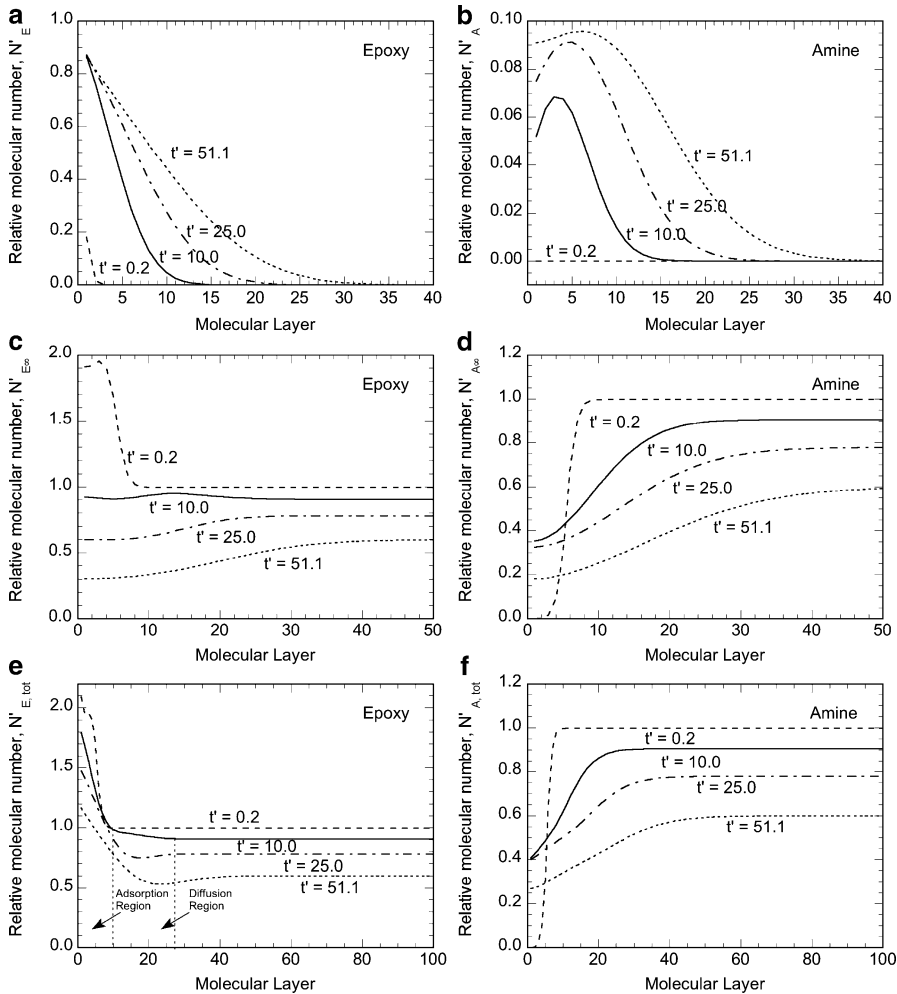 a
Relative molecular number, N'E
1.0
0.8
0.6
0.4
0.2
0.0
Epoxy
t' = 51.1
t' = 25.0
t' = 10.0
t' = 0.2
0 5 10 15 20 25 30 35 40
Molecular Layer
b
Relative molecular number, N'A
0.10
0.08
0.06
0.04
0.02
0.00
Amine
t' = 51.1
t' = 25.0
t' = 10.0
t' = 0.2
0 5 10 15 20 25 30 35 40
Molecular Layer
c
Relative molecular number, N'E∞
2.0
1.5
1.0
0.5
0.0
Epoxy
t' = 0.2
t' = 10.0
t' = 25.0
t' = 51.1
0 10 20 30 40 50
Molecular Layer
d
Relative molecular number, N'A∞
1.2
1.0
0.8
0.6
0.4
0.2
0.0
Amine
t' = 0.2
t' = 10.0
t' = 25.0
t' = 51.1
0 10 20 30 40 50
Molecular Layer
e
Relative molecular number, N'E, tot
2.0
1.5
1.0
0.5
0.0
Epoxy
t' = 0.2
t' = 10.0
t' = 25.0
t' = 51.1
Adsorption
Region
Diffusion
Region
0 20 40 60 80 100
Molecular Layer
f
Relative molecular number, N'A, tot
1.2
1.0
0.8
0.6
0.4
0.2
0.0
Amine
t' = 0.2
t' = 10.0
t' = 25.0
t' = 51.1
0 20 40 60 80 100
Molecular Layer